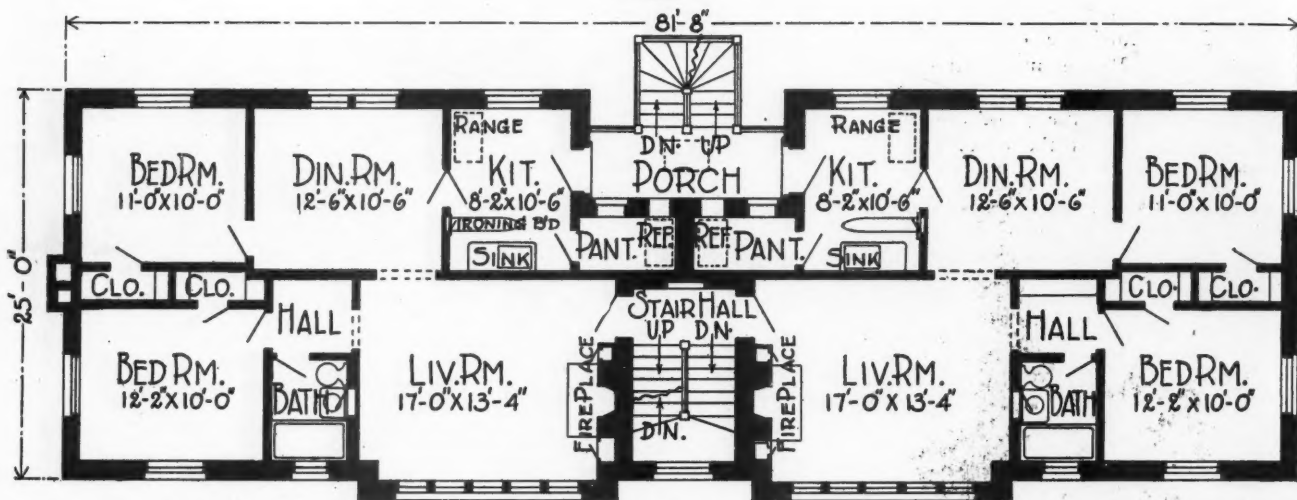 81'-8"
25'-0"
BED RM.
11'-0"X10'-0"
DIN. RM.
12'-6"X10'-6"
RANGE
KIT.
8'-2"X10'-6"
IRONING B'D
SINK
PANT.
REF.
DN. UP
PORCH
REF.
PANT.
RANGE
KIT.
8'-2"X10'-6"
SINK
DIN. RM.
12'-6"X10'-6"
BED RM.
11'-0"X10'-0"
CLO.
CLO.
HALL
BED RM.
12'-2"X10'-0"
BATH
LIV. RM.
17'-0"X13'-4"
FIREPLACE
STAIR HALL
UP DN.
DN.
FIREPLACE
LIV. RM.
17'-0"X13'-4"
HALL
BATH
CLO.
CLO.
BED RM.
12'-2"X10'-0"